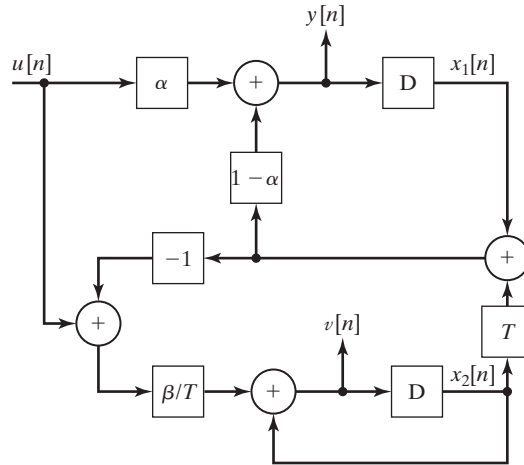 y[n]
u[n]
α
+
D
x₁[n]
1 − α
−1
+
+
T
v[n]
β/T
+
D
x₂[n]